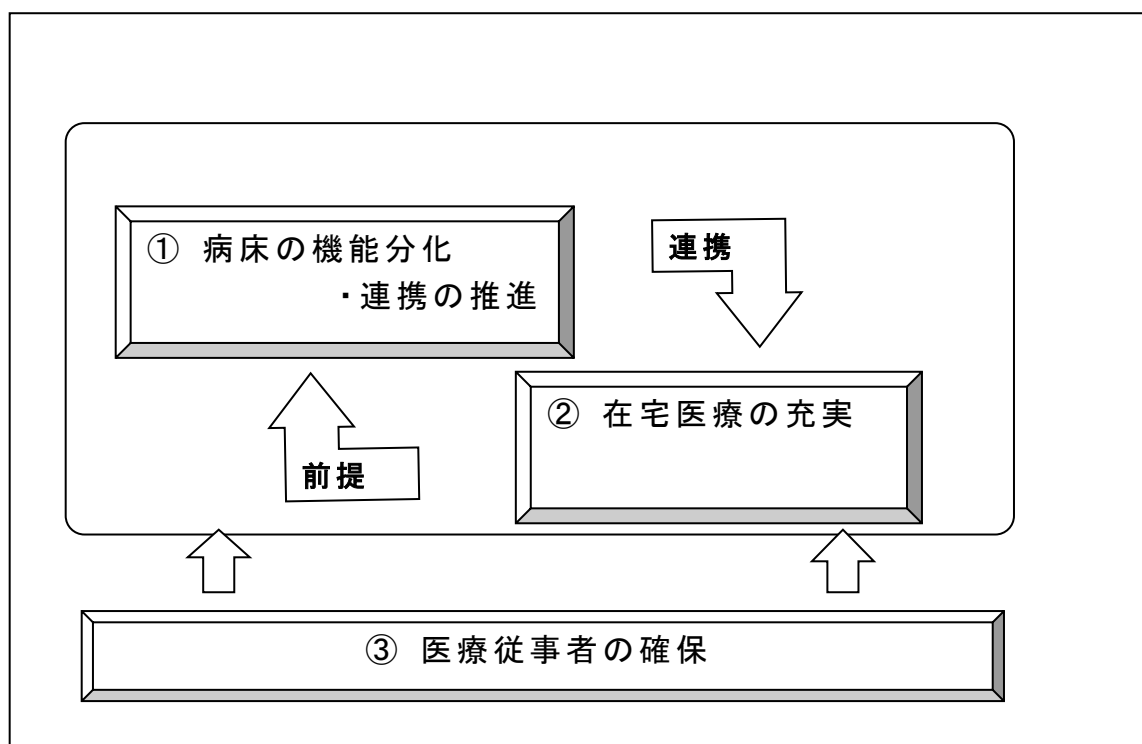 ① 病床の機能分化
・連携の推進
連携
② 在宅医療の充実
前提
③ 医療従事者の確保